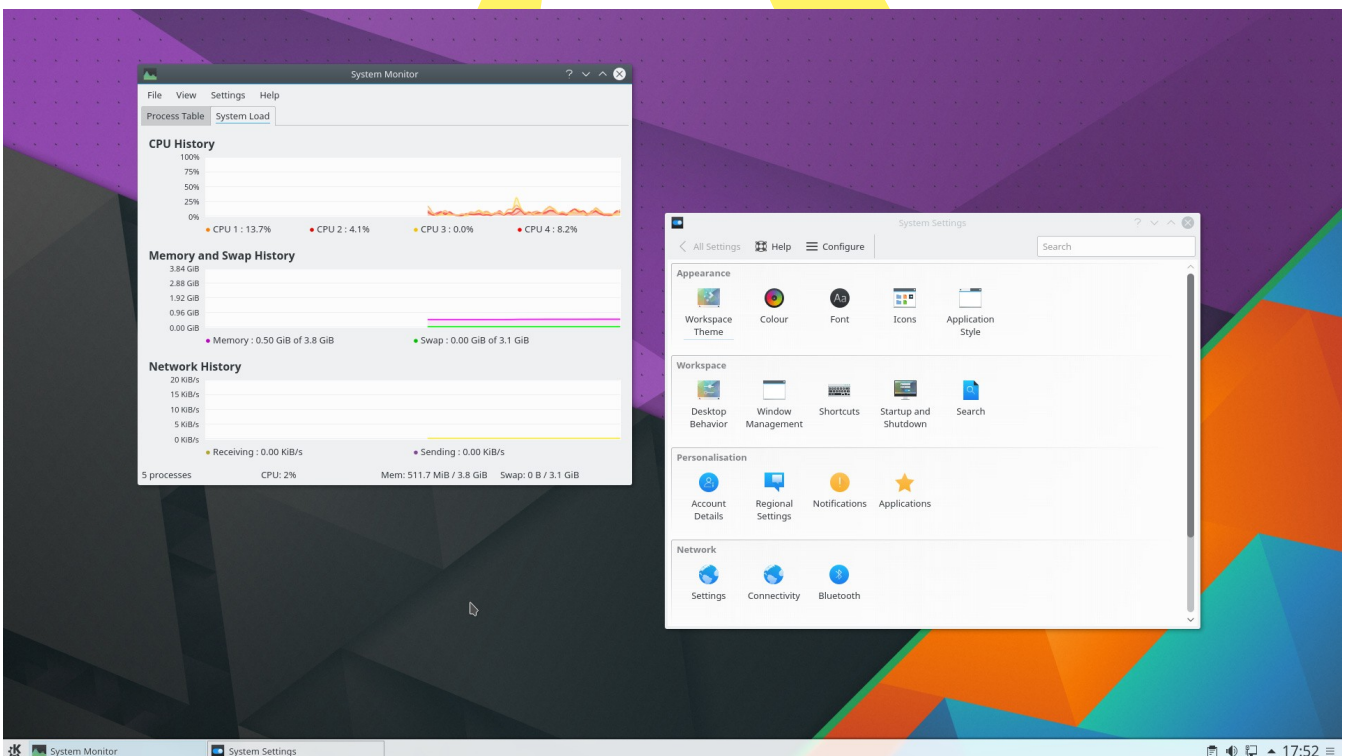 System Monitor
File View Settings Help
Process Table System Load
CPU History
100%
75%
50%
25%
0%
CPU 1 : 13.7% CPU 2 : 4.1% CPU 3 : 0.0% CPU 4 : 8.2%
Memory and Swap History
3.84 GiB
2.88 GiB
1.92 GiB
0.96 GiB
0.00 GiB
Memory : 0.50 GiB of 3.8 GiB Swap : 0.00 GiB of 3.1 GiB
Network History
20 KiB/s
15 KiB/s
10 KiB/s
5 KiB/s
0 KiB/s
Receiving : 0.00 KiB/s Sending : 0.00 KiB/s
5 processes CPU: 2% Mem: 511.7 MiB / 3.8 GiB Swap: 0 B / 3.1 GiB
System Settings
All Settings Help Configure Search
Appearance
Aa
Workspace Colour Font Icons Application
Theme Style
Workspace
Desktop Window Shortcuts Startup and Search
Behavior Management Shutdown
Personalisation
Account Regional Notifications Applications
Details Settings
Network
Settings Connectivity Bluetooth
K System Monitor System Settings 17:52